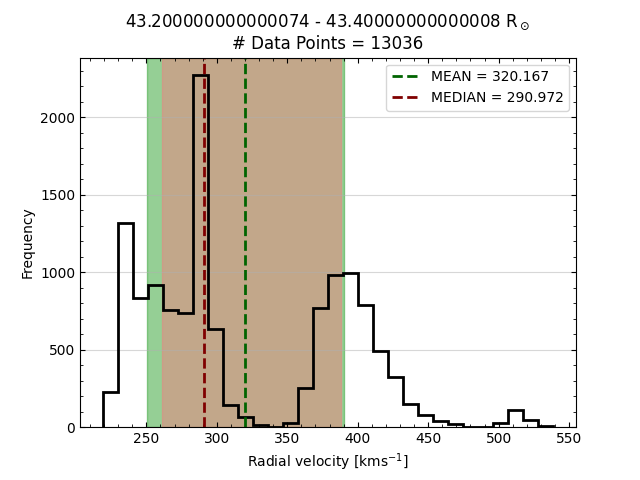 43.200000000000074 - 43.40000000000008 R⊙
# Data Points = 13036
MEAN = 320.167
MEDIAN = 290.972
2000
1500
1000
500
0
Frequency
250 300 350 400 450 500 550
Radial velocity [kms⁻¹]